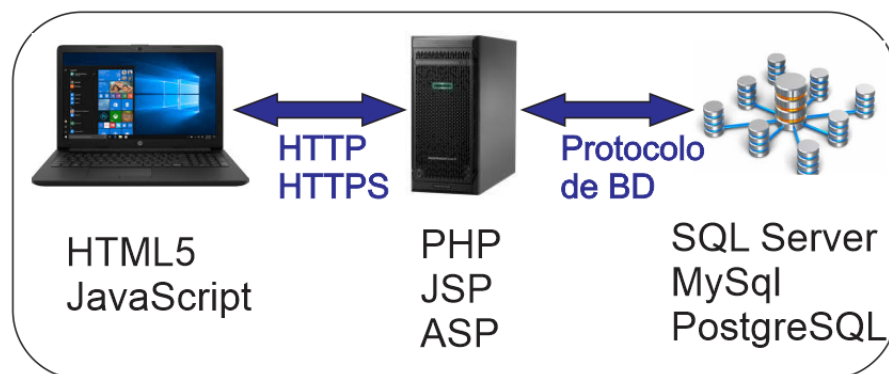 HTTP
HTTPS
Protocolo
de BD
HTML5
JavaScript
PHP
JSP
ASP
SQL Server
MySql
PostgreSQL